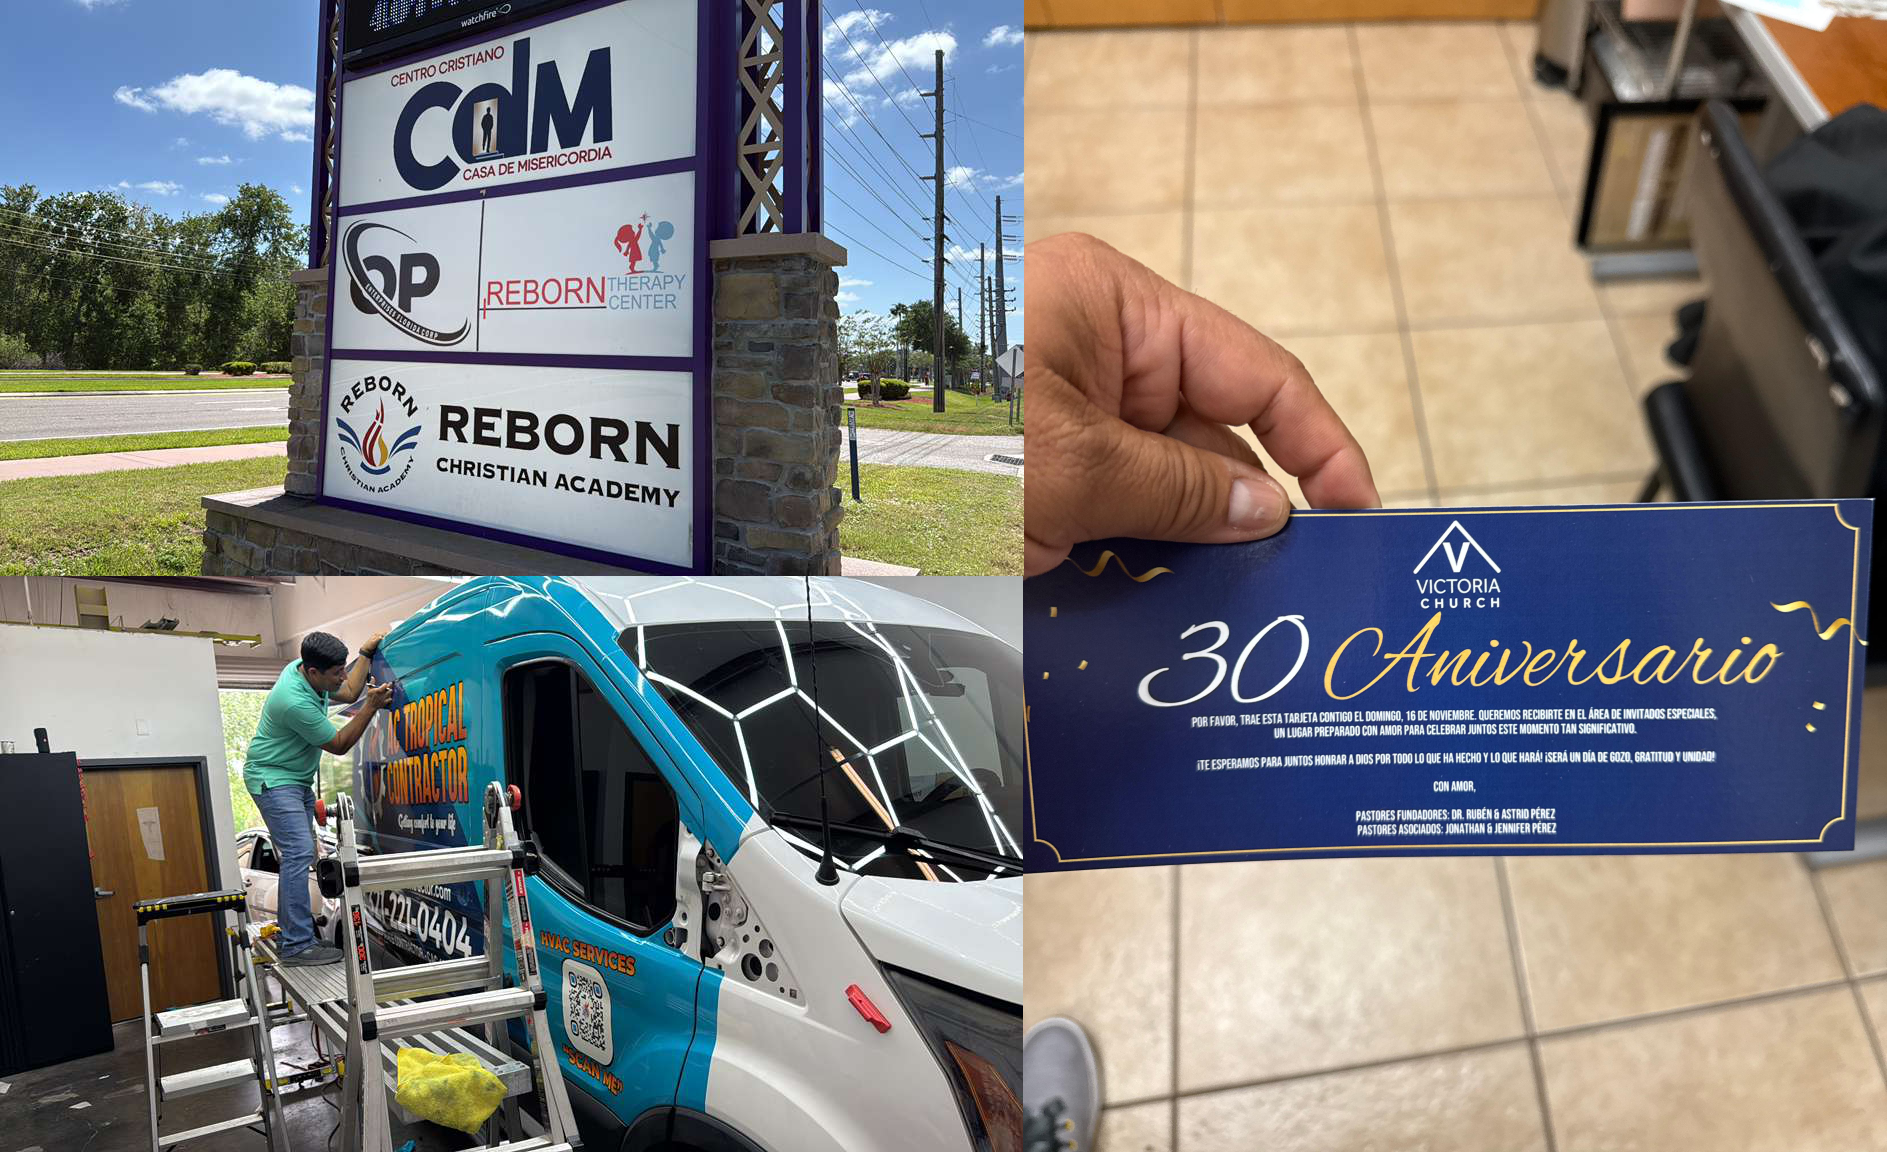 watchfire
CENTRO CRISTIANO
CdM
CASA DE MISERICORDIA
OP
ENTERPRISES FLORIDA CORP
REBORN THERAPY
CENTER
REBORN
CHRISTIAN ACADEMY
REBORN
CHRISTIAN ACADEMY
AC TROPICAL
CONTRACTOR
Getting comfort to your life
221-0404
HVAC SERVICES
"SCAN ME"
V
VICTORIA
CHURCH
30 Aniversario
POR FAVOR, TRAE ESTA TARJETA CONTIGO EL DOMINGO, 16 DE NOVIEMBRE. QUEREMOS RECIBIRTE EN EL ÁREA DE INVITADOS ESPECIALES,
UN LUGAR PREPARADO CON AMOR PARA CELEBRAR JUNTOS ESTE MOMENTO TAN SIGNIFICATIVO.
¡TE ESPERAMOS PARA JUNTOS HONRAR A DIOS POR TODO LO QUE HA HECHO Y LO QUE HARÁ! ¡SERÁ UN DÍA DE GOZO, GRATITUD Y UNIDAD!
CON AMOR,
PASTORES FUNDADORES: DR. RUBÉN & ASTRID PÉREZ
PASTORES ASOCIADOS: JONATHAN & JENNIFER PÉREZ